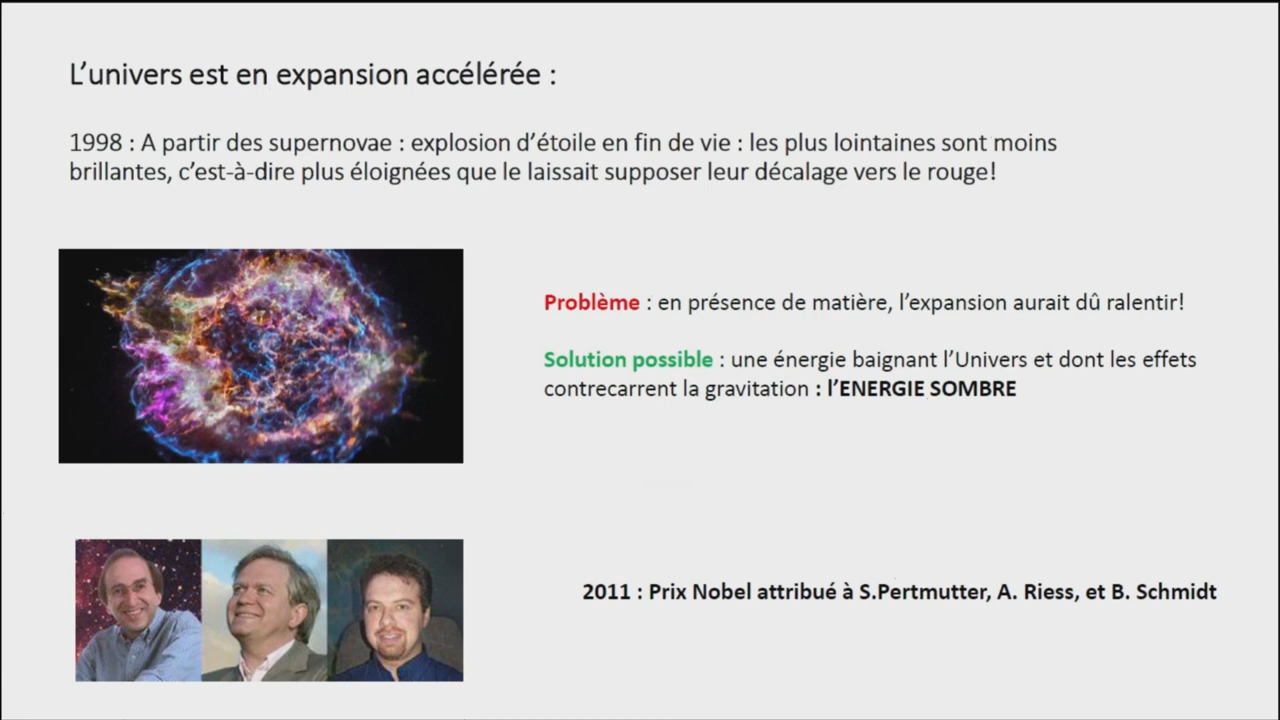 L'univers est en expansion accélérée :
1998 : A partir des supernovae : explosion d'étoile en fin de vie : les plus lointaines sont moins
brillantes, c'est-à-dire plus éloignées que le laissait supposer leur décalage vers le rouge!
Problème : en présence de matière, l'expansion aurait dû ralentir!
Solution possible : une énergie baignant l'Univers et dont les effets
contrecarrent la gravitation : l'ENERGIE SOMBRE
2011 : Prix Nobel attribué à S.Pertmutter, A. Riess, et B. Schmidt